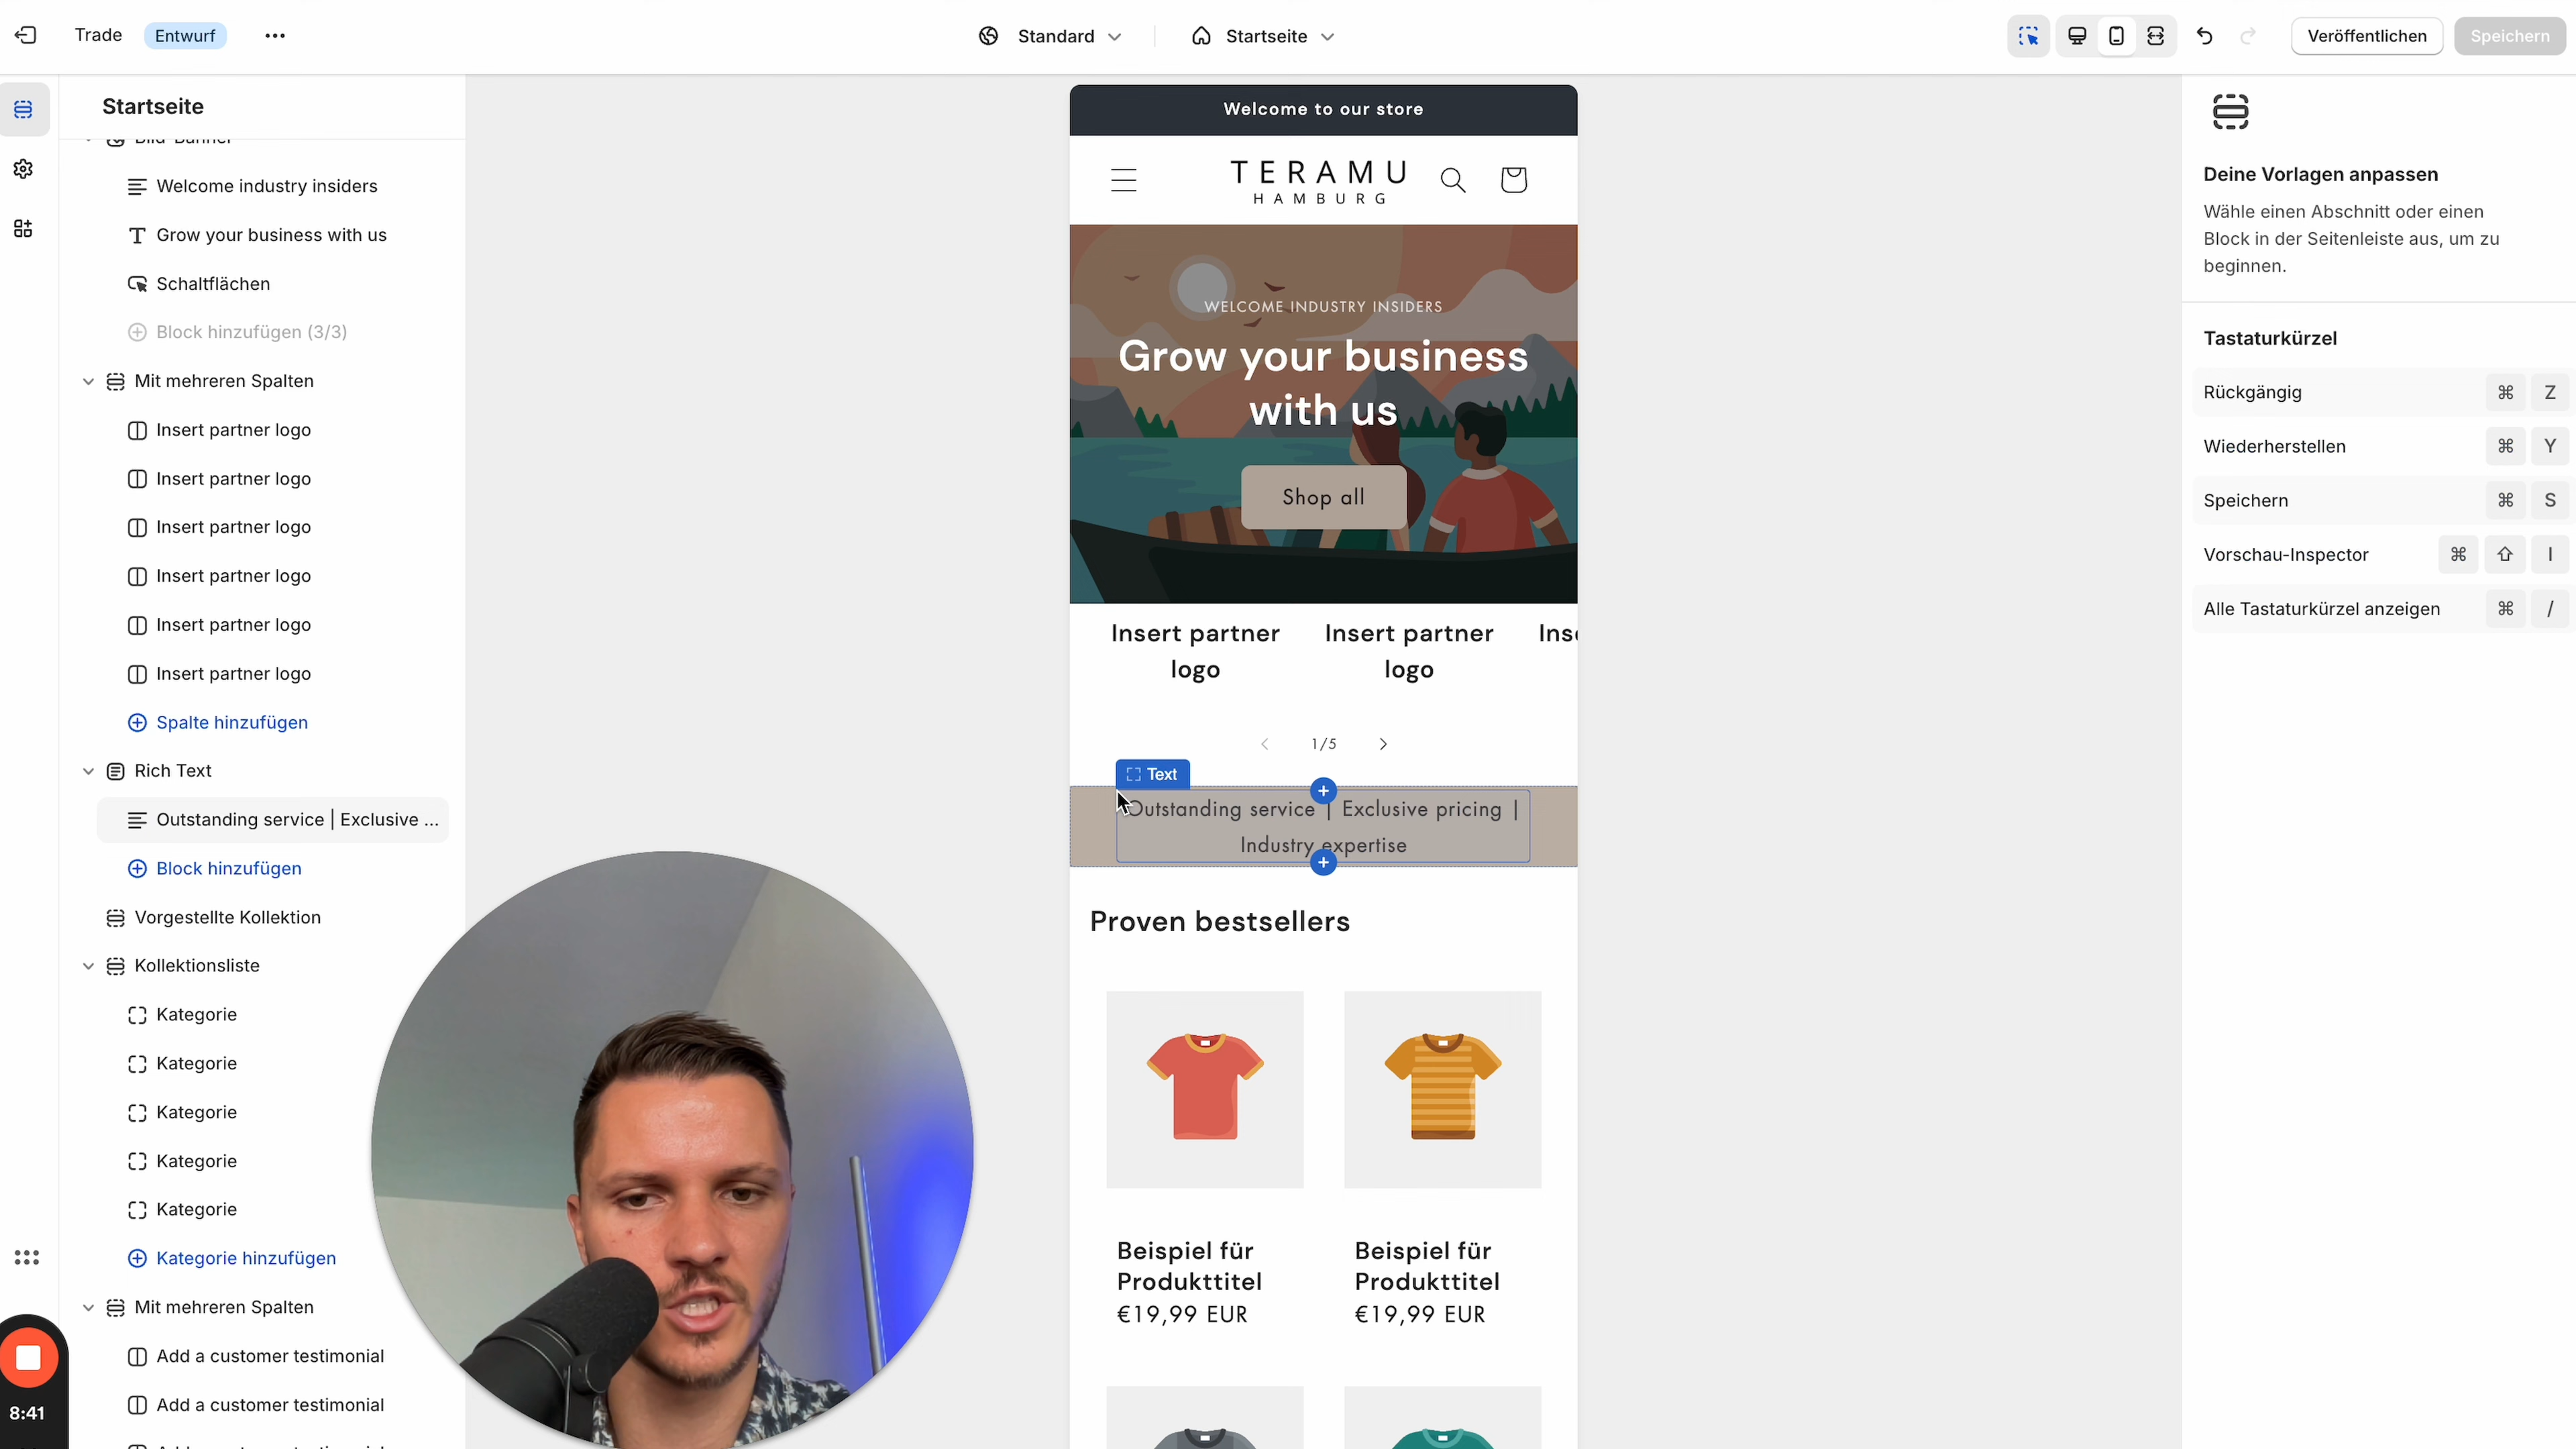 Trade
Entwurf
Standard
Startseite
Veröffentlichen
Speichern
Startseite
Bild-Banner
Welcome industry insiders
Grow your business with us
Schaltflächen
Block hinzufügen (3/3)
Mit mehreren Spalten
Insert partner logo
Insert partner logo
Insert partner logo
Insert partner logo
Insert partner logo
Insert partner logo
Spalte hinzufügen
Rich Text
Outstanding service | Exclusive ...
Block hinzufügen
Vorgestellte Kollektion
Kollektionsliste
Kategorie
Kategorie
Kategorie
Kategorie
Kategorie
Kategorie hinzufügen
Mit mehreren Spalten
Add a customer testimonial
Add a customer testimonial
8:41
Welcome to our store
TERAMU
HAMBURG
WELCOME INDUSTRY INSIDERS
Grow your business
with us
Shop all
Insert partner
logo
Insert partner
logo
Inse
1/5
Text
Outstanding service | Exclusive pricing |
Industry expertise
Proven bestsellers
Beispiel für
Produkttitel
€19,99 EUR
Beispiel für
Produkttitel
€19,99 EUR
Deine Vorlagen anpassen
Wähle einen Abschnitt oder einen
Block in der Seitenleiste aus, um zu
beginnen.
Tastaturkürzel
Rückgängig ⌘ Z
Wiederherstellen ⌘ Y
Speichern ⌘ S
Vorschau-Inspector ⌘ ⇧ I
Alle Tastaturkürzel anzeigen ⌘ /